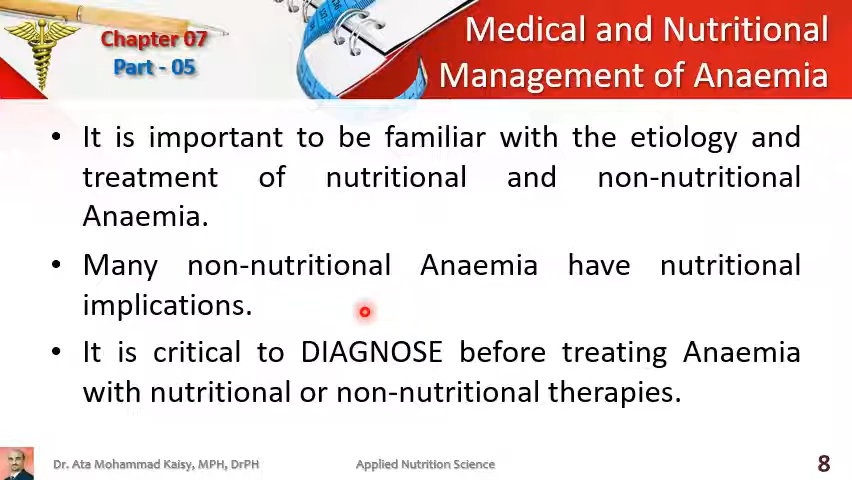 Chapter 07
Part - 05
Medical and Nutritional
Management of Anaemia
• It is important to be familiar with the etiology and
treatment of nutritional and non-nutritional
Anaemia.
• Many non-nutritional Anaemia have nutritional
implications.
• It is critical to DIAGNOSE before treating Anaemia
with nutritional or non-nutritional therapies.
Dr. Ata Mohammad Kaisy, MPH, DrPH
Applied Nutrition Science
8